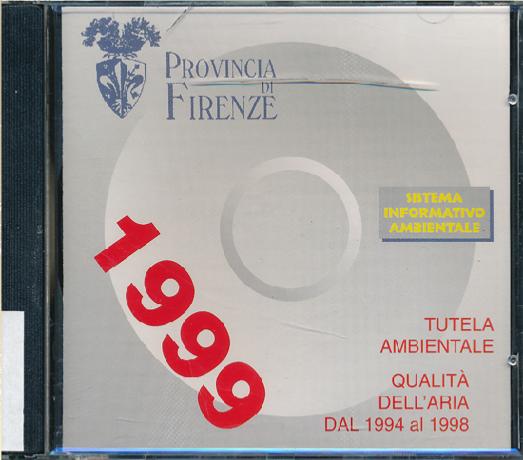 PROVINCIA
DI
FIRENZE
SISTEMA
INFORMATIVO
AMBIENTALE
1999
TUTELA
AMBIENTALE
QUALITÀ
DELL'ARIA
DAL 1994 al 1998